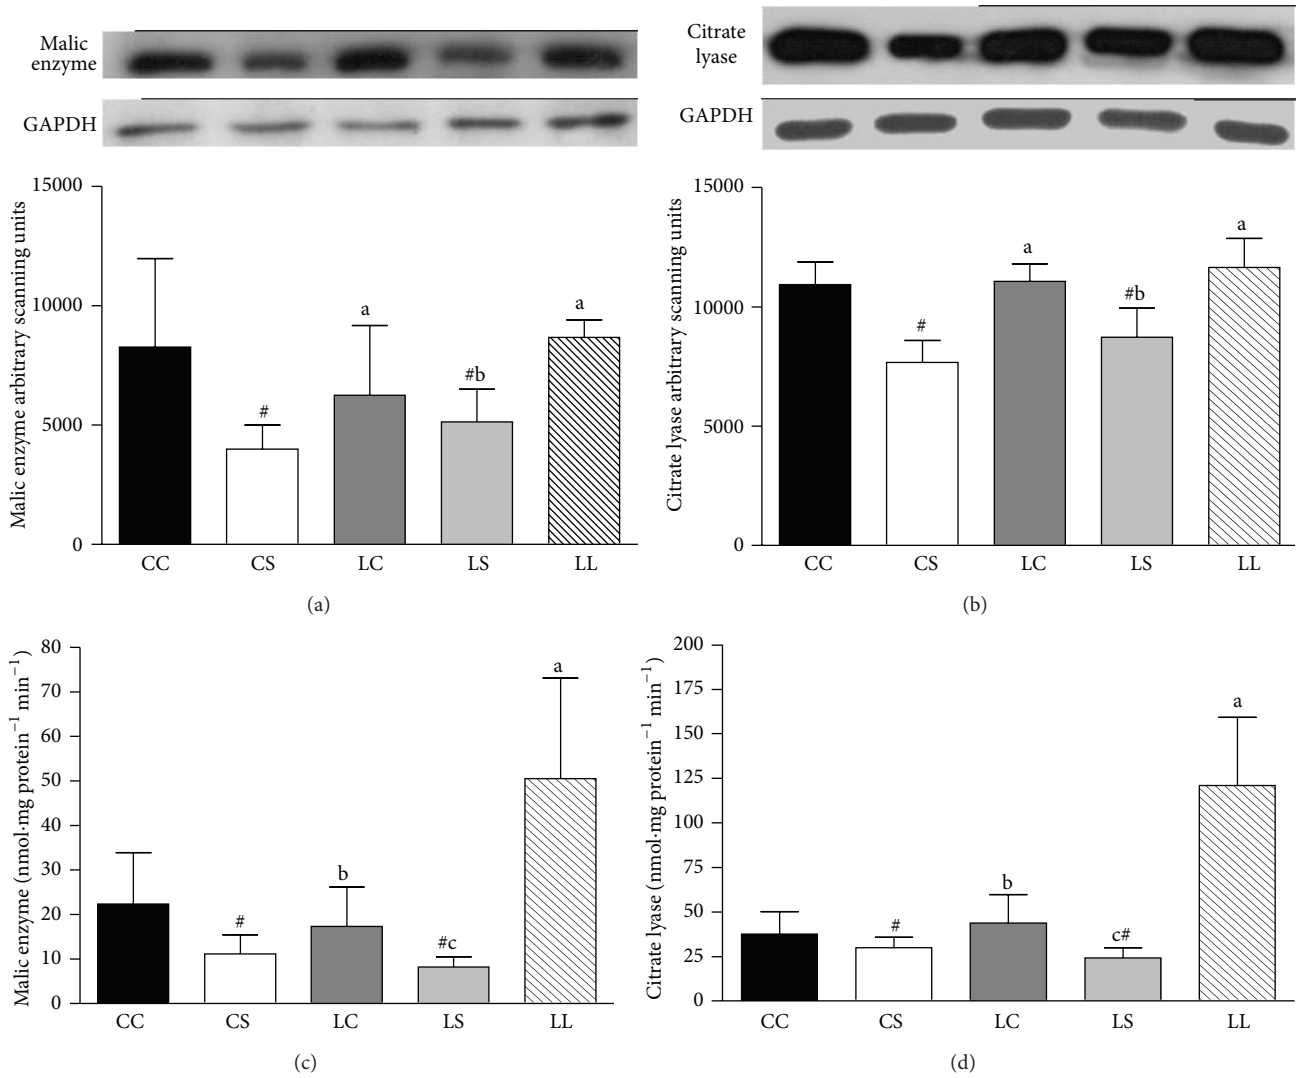 Malic
enzyme
GAPDH
15000
10000
5000
0
Malic enzyme arbitrary scanning units
a
a
#
#b
CC CS LC LS LL
(a)
Citrate
lyase
GAPDH
15000
10000
5000
0
Citrate lyase arbitrary scanning units
a
a
#b
#
CC CS LC LS LL
(b)
80
70
60
50
40
30
20
10
0
Malic enzyme (nmol·mg protein⁻¹ min⁻¹)
a
b
#
#c
CC CS LC LS LL
(c)
200
175
150
125
100
75
50
25
0
Citrate lyase (nmol·mg protein⁻¹ min⁻¹)
a
b
#
c#
CC CS LC LS LL
(d)